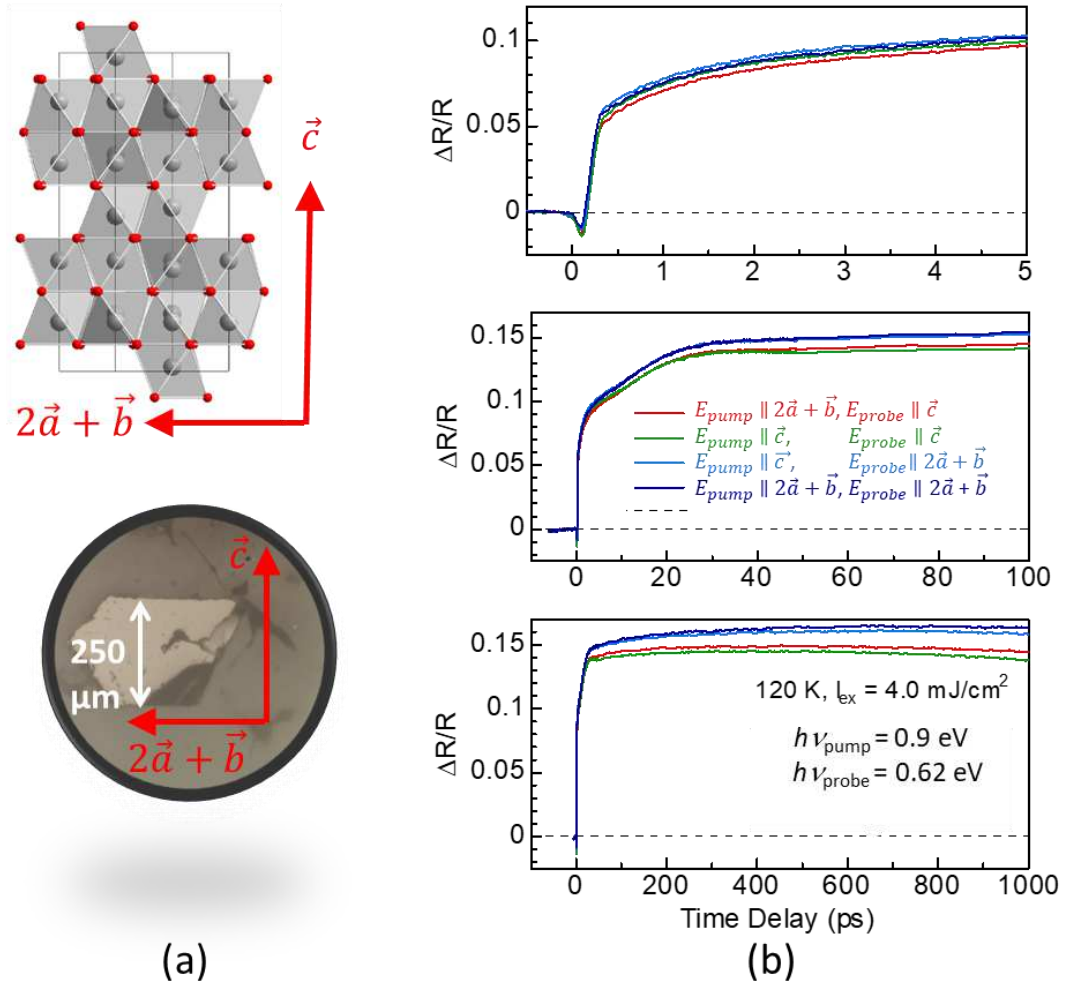 c⃗
2a⃗ + b⃗
250
μm
c⃗
2a⃗ + b⃗
(a)
0.1
0.05
0
ΔR/R
0 1 2 3 4 5
0.15
0.1
0.05
0
ΔR/R
E_pump ∥ 2a⃗ + b⃗, E_probe ∥ c⃗
E_pump ∥ c⃗, E_probe ∥ c⃗
E_pump ∥ c⃗, E_probe ∥ 2a⃗ + b⃗
E_pump ∥ 2a⃗ + b⃗, E_probe ∥ 2a⃗ + b⃗
0 20 40 60 80 100
0.15
0.1
0.05
0
ΔR/R
120 K, I_ex = 4.0 mJ/cm²
hν_pump = 0.9 eV
hν_probe = 0.62 eV
0 200 400 600 800 1000
Time Delay (ps)
(b)